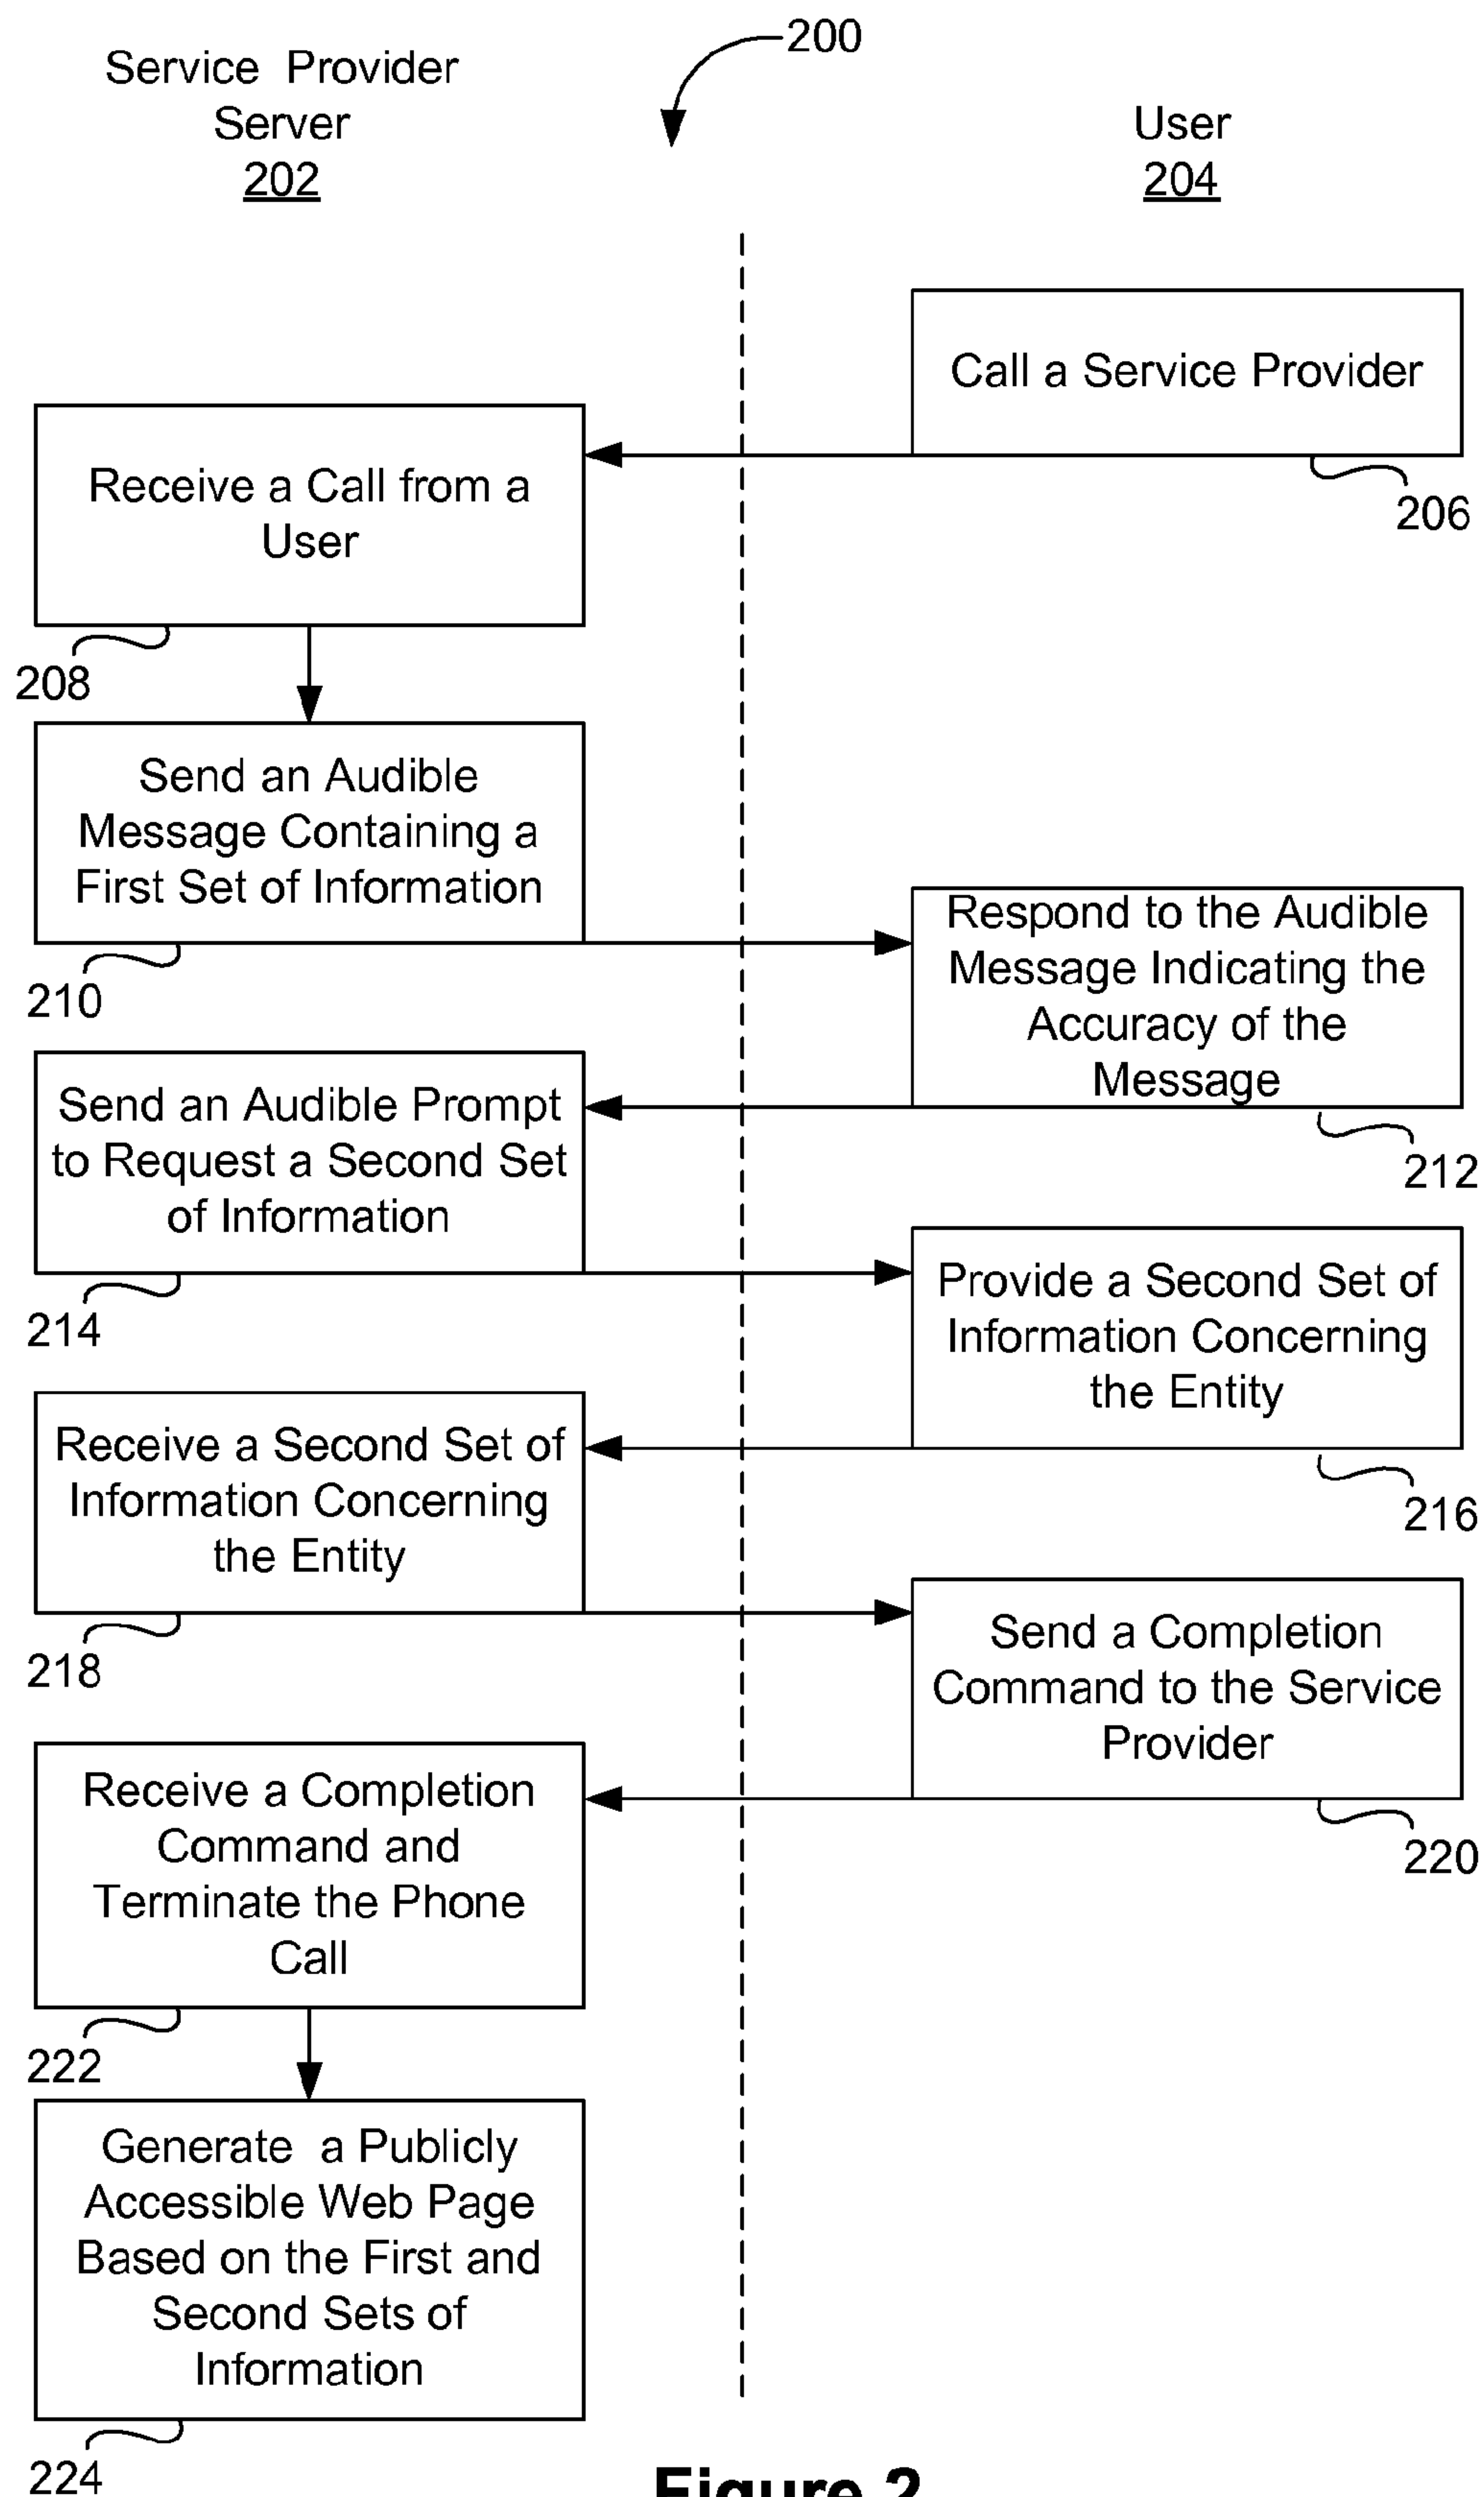 200
Service Provider
Server
202
User
204
Call a Service Provider
206
Receive a Call from a
User
208
Send an Audible
Message Containing a
First Set of Information
210
Respond to the Audible
Message Indicating the
Accuracy of the
Message
212
Send an Audible Prompt
to Request a Second Set
of Information
214
Provide a Second Set of
Information Concerning
the Entity
216
Receive a Second Set of
Information Concerning
the Entity
218
Send a Completion
Command to the Service
Provider
220
Receive a Completion
Command and
Terminate the Phone
Call
222
Generate a Publicly
Accessible Web Page
Based on the First and
Second Sets of
Information
224
Figure 2